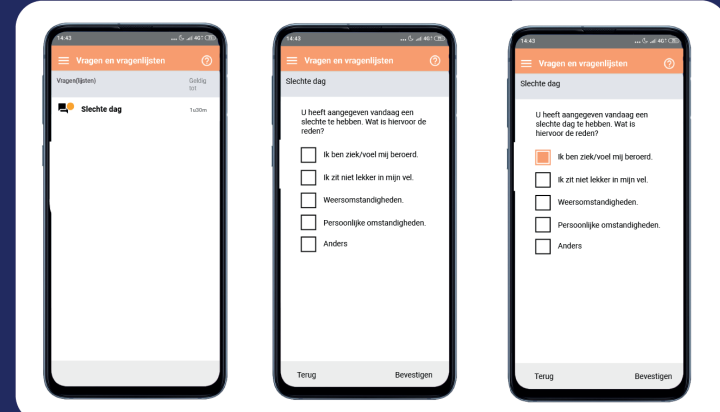 14:43
4G+
Vragen en vragenlijsten
Vragen(lijsten)
Geldig
tot
Slechte dag
1u30m
14:43
4G+
Vragen en vragenlijsten
Slechte dag
U heeft aangegeven vandaag een
slechte te hebben. Wat is hiervoor de
reden?
Ik ben ziek/voel mij beroerd.
Ik zit niet lekker in mijn vel.
Weersomstandigheden.
Persoonlijke omstandigheden.
Anders
Terug
Bevestigen
14:43
4G+
Vragen en vragenlijsten
Slechte dag
U heeft aangegeven vandaag een
slechte dag te hebben. Wat is
hiervoor de reden?
Ik ben ziek/voel mij beroerd.
Ik zit niet lekker in mijn vel.
Weersomstandigheden.
Persoonlijke omstandigheden.
Anders
Terug
Bevestigen